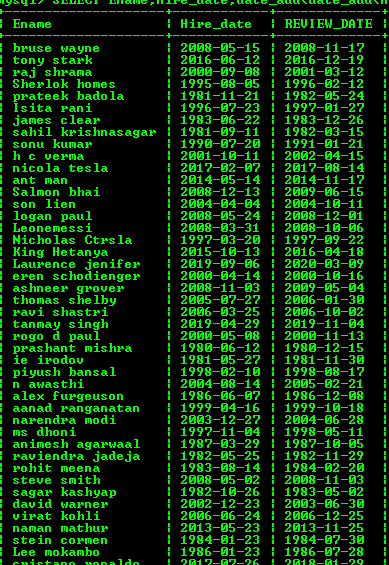 mysql> SELECT Ename,hire_date,date_add(date_add(h
Ename Hire_date REVIEW_DATE
bruse wayne 2008-05-15 2008-11-17
tony stark 2016-06-12 2016-12-19
raj shrama 2000-09-08 2001-03-12
Sherlok homes 1995-08-05 1996-02-12
prateek badola 1981-11-21 1982-05-24
Isita rani 1996-07-23 1997-01-27
james clear 1983-06-22 1983-12-26
sahil krishnasagar 1981-09-11 1982-03-15
sonu kumar 1990-07-20 1991-01-21
h c verma 2001-10-11 2002-04-15
nicola tesla 2017-02-07 2017-08-14
ant man 2014-05-14 2014-11-17
Salmon bhai 2008-12-13 2009-06-15
son lien 2004-04-04 2004-10-11
logan paul 2008-05-24 2008-12-01
Leonemessi 2008-03-31 2008-10-06
Nicholas Ctrsla 1997-03-20 1997-09-22
King Hetanya 2015-10-13 2016-04-18
Laurence jenifer 2019-09-06 2020-03-09
eren schodienger 2000-04-14 2000-10-16
ashneer grover 2008-11-03 2009-05-04
thomas shelby 2005-07-27 2006-01-30
ravi shastri 2006-03-25 2006-10-02
tanmay singh 2019-04-29 2019-11-04
rogo d paul 2000-05-08 2000-11-13
prashant mishra 1980-06-12 1980-12-15
ie irodov 1981-05-27 1981-11-30
piyush bansal 1998-02-10 1998-08-17
n awasthi 2004-08-14 2005-02-21
alex furgeuson 1986-06-07 1986-12-08
aanad ranganatan 1999-04-16 1999-10-18
narendra modi 2003-12-27 2004-06-28
ms dhoni 1997-11-04 1998-05-11
animesh agarwaal 1987-03-29 1987-10-05
raviendra jadeja 1982-05-25 1982-11-29
rohit meena 1983-08-14 1984-02-20
steve smith 2008-05-02 2008-11-03
sagar kashyap 1982-10-26 1983-05-02
david warner 2002-12-23 2003-06-30
virat kohli 2006-06-24 2006-12-25
naman mathur 2013-05-23 2013-11-25
stein cormen 1984-01-23 1984-07-30
Lee mokambo 1986-01-23 1986-07-28
cristano ronaldo 2017-07-26 2018-01-29